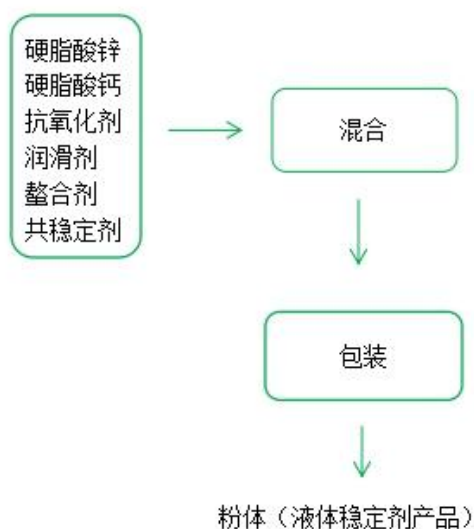 硬脂酸锌
硬脂酸钙
抗氧化剂
润滑剂
螯合剂
共稳定剂
混合
包装
粉体（液体稳定剂产品）